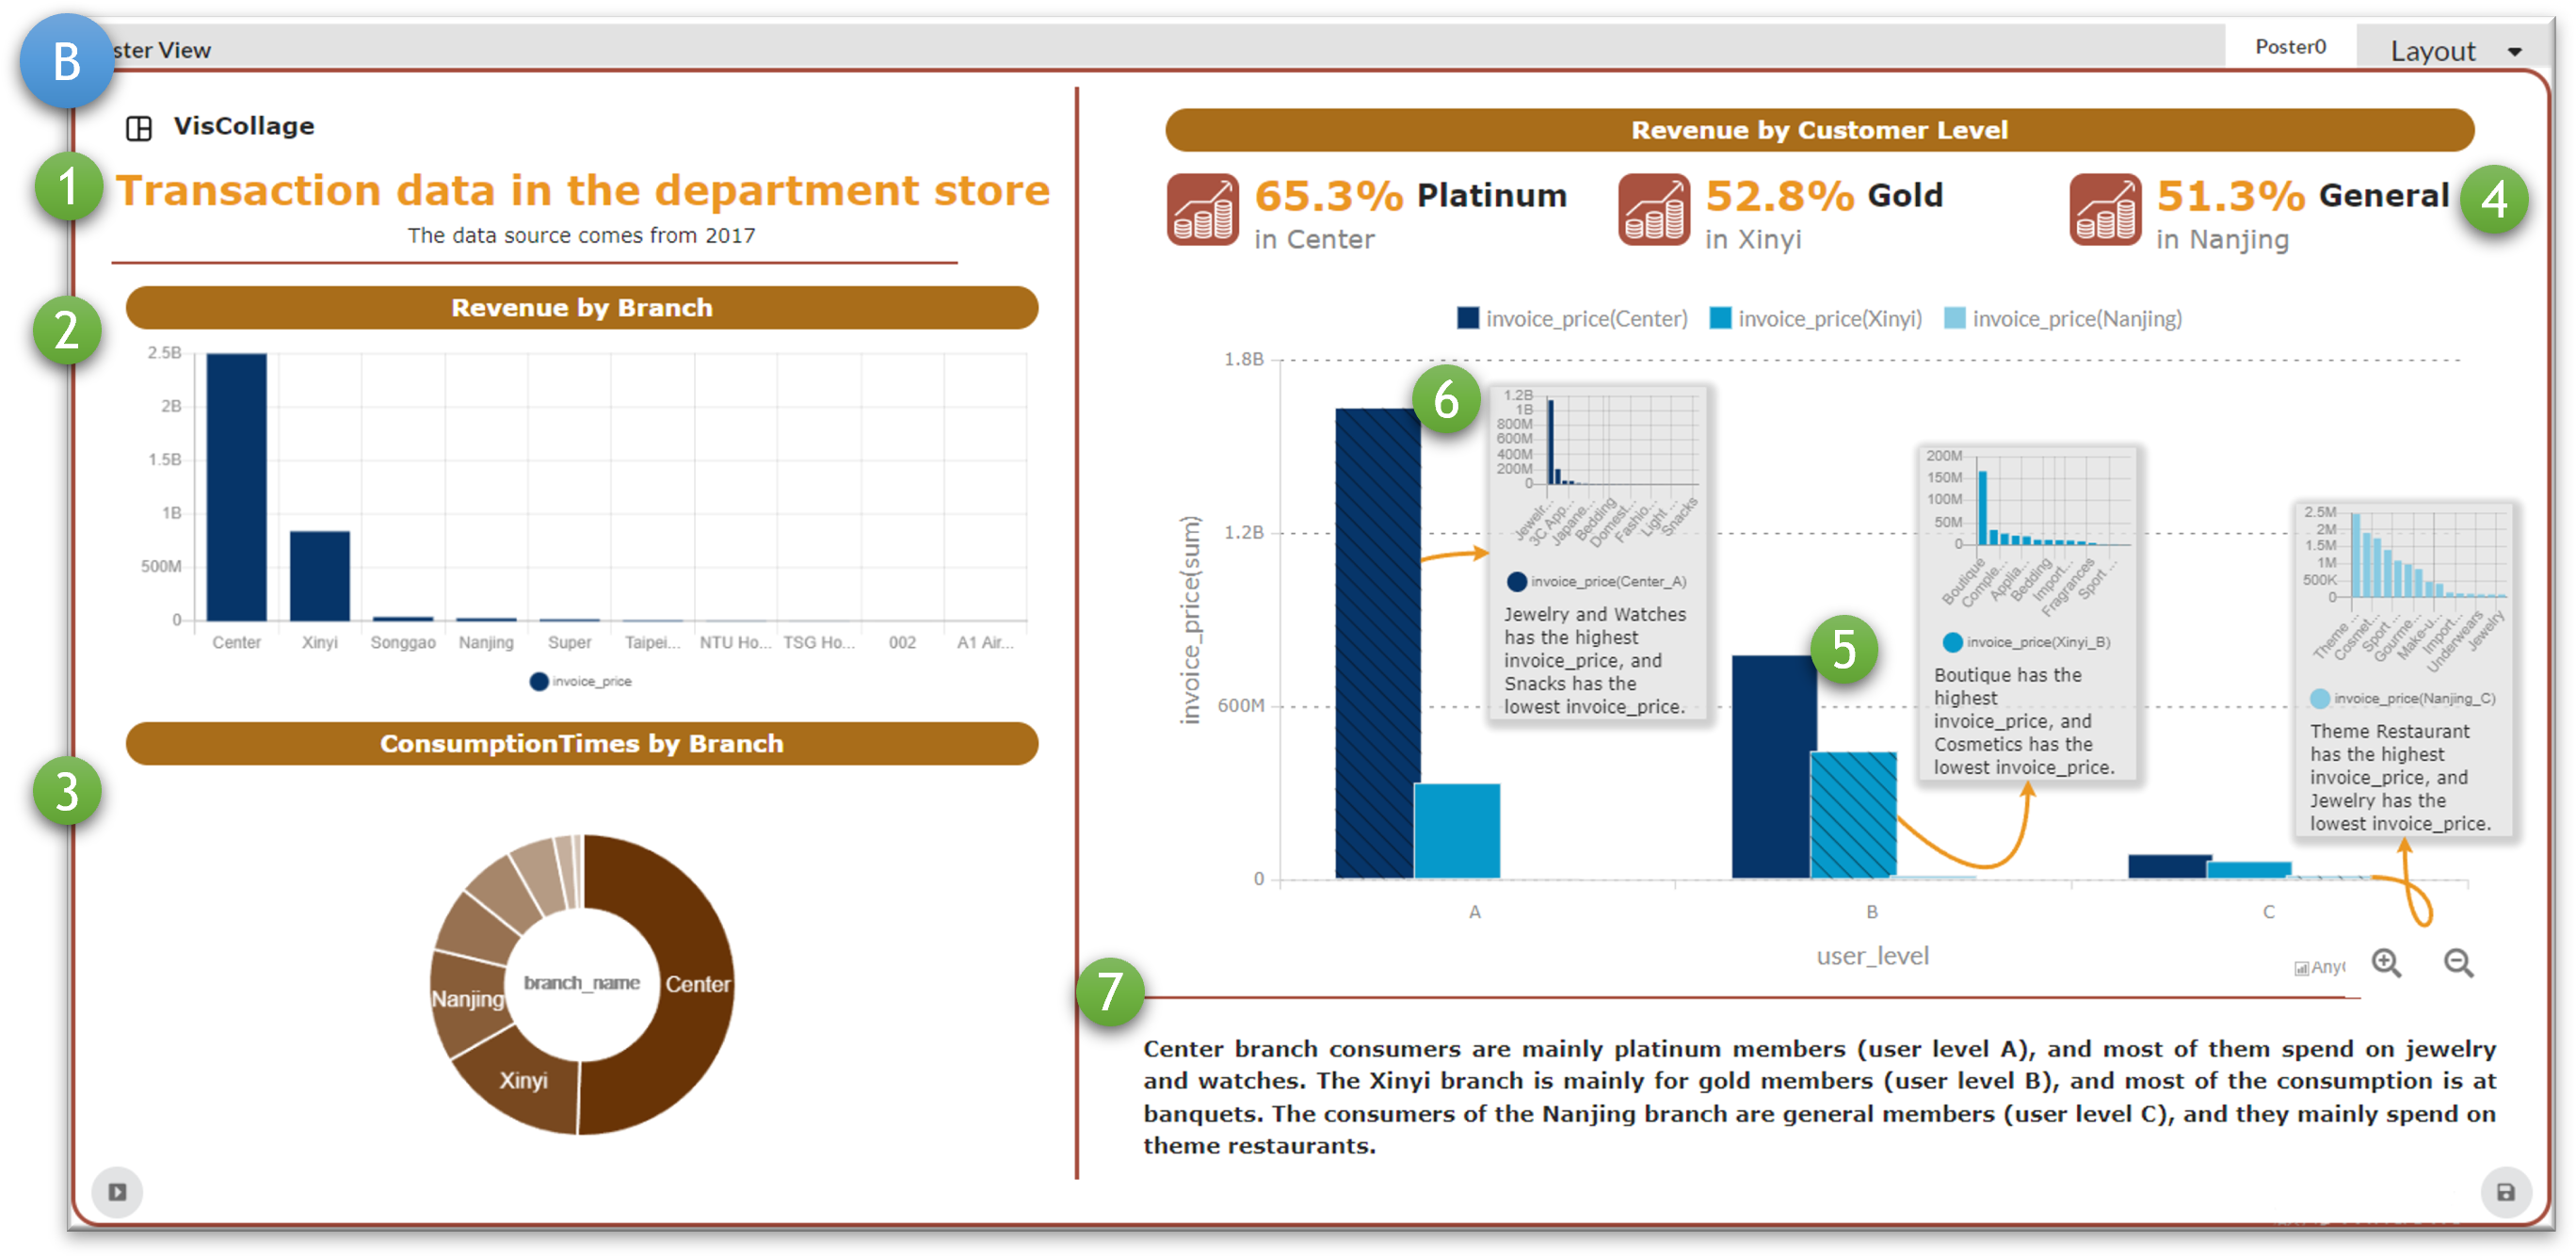 B
ster View
Poster0
Layout
VisCollage
1
Transaction data in the department store
The data source comes from 2017
2
Revenue by Branch
2.5B
2B
1.5B
1B
500M
0
Center Xinyi Songgao Nanjing Super Taipei... NTU Ho... TSG Ho... 002 A1 Air...
invoice_price
ConsumptionTimes by Branch
3
branch_name
Center
Nanjing
Xinyi
Revenue by Customer Level
65.3% Platinum
in Center
52.8% Gold
in Xinyi
51.3% General
in Nanjing
4
invoice_price(Center) invoice_price(Xinyi) invoice_price(Nanjing)
invoice_price(sum)
1.8B
1.2B
600M
0
6
1.2B
1B
800M
600M
400M
200M
0
Jewelr...
3C App...
Japane...
Bedding
Domest...
Fashio...
Light ...
Snacks
invoice_price(Center_A)
Jewelry and Watches
has the highest
invoice_price, and
Snacks has the
lowest invoice_price.
5
200M
150M
100M
50M
0
Boutique
Comple...
Applia...
Bedding
Import...
Fragrances
Sport ...
invoice_price(Xinyi_B)
Boutique has the
highest
invoice_price, and
Cosmetics has the
lowest invoice_price.
2.5M
2M
1.5M
1M
500K
0
Theme ...
Cosmet...
Sport ...
Gourme...
Make-u...
Import...
Underwears
Jewelry
invoice_price(Nanjing_C)
Theme Restaurant
has the highest
invoice_price, and
Jewelry has the
lowest invoice_price.
A B C
user_level
Any
7
Center branch consumers are mainly platinum members (user level A), and most of them spend on jewelry
and watches. The Xinyi branch is mainly for gold members (user level B), and most of the consumption is at
banquets. The consumers of the Nanjing branch are general members (user level C), and they mainly spend on
theme restaurants.